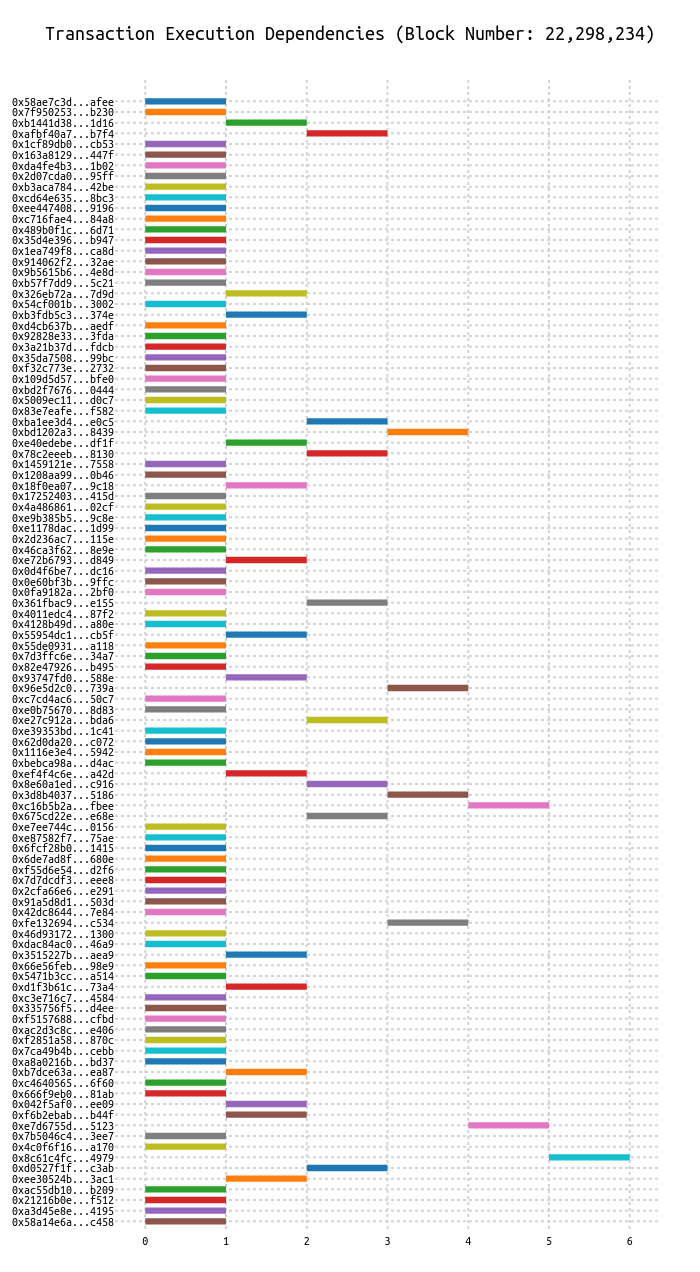 Transaction Execution Dependencies (Block Number: 22,298,234)
0x58ae7c3d...afee
0x7f950253...b230
0xb1441d38...1d16
0xafbf40a7...b7f4
0x1cf89db0...cb53
0x163a8129...447f
0xda4fe4b3...1b02
0x2d07cda0...95ff
0xb3aca784...42be
0xcd64e635...8bc3
0xee447408...9196
0xc716fae4...84a8
0x489b0f1c...6d71
0x35d4e396...b947
0x1ea749f8...ca8d
0x914062f2...32ae
0x9b5615b6...4e8d
0xb57f7dd9...5c21
0x326eb72a...7d9d
0x54cf001b...3002
0xb3fdb5c3...374e
0xd4cb637b...aedf
0x92828e33...3fda
0x3a21b37d...fdcb
0x35da7508...99bc
0xf32c773e...2732
0x109d5d57...bfe0
0xbd2f7676...0444
0x5009ec11...d0c7
0x83e7eafe...f582
0xba1ee3d4...e0c5
0xbd1202a3...8439
0xe40edebe...df1f
0x78c2eeeb...8130
0x1459121e...7558
0x1208aa99...0b46
0x18f0ea07...9c18
0x17252403...415d
0x4a486861...02cf
0xe9b385b5...9c8e
0xe1178dac...1d99
0x2d236ac7...115e
0x46ca3f62...8e9e
0xe72b6793...d849
0x0d4f6be7...dc16
0x0e60bf3b...9ffc
0x0fa9182a...2bf0
0x361fbac9...e155
0x4011edc4...87f2
0x4128b49d...a80e
0x55954dc1...cb5f
0x55de0931...a118
0x7d3ffc6e...34a7
0x82e47926...b495
0x93747fd0...588e
0x96e5d2c0...739a
0xc7cd4ac6...50c7
0xe0b75670...8d83
0xe27c912a...bda6
0xe39353bd...1c41
0x62d0da20...c072
0x1116e3e4...5942
0xbebca98a...d4ac
0xef4f4c6e...a42d
0x8e60a1ed...c916
0x3d8b4037...5186
0xc16b5b2a...fbee
0x675cd22e...e68e
0xe7ee744c...0156
0xe87582f7...75ae
0x6fcf28b0...1415
0x6de7ad8f...680e
0xf55d6e54...d2f6
0x7d7dcdf3...eee8
0x2cfa66e6...e291
0x91a5d8d1...503d
0x42dc8644...7e84
0xfe132694...c534
0x46d93172...1300
0xdac84ac0...46a9
0x3515227b...aea9
0x66e56feb...98e9
0x5471b3cc...a514
0xd1f3b61c...73a4
0xc3e716c7...4584
0x335756f5...d4ee
0xf5157688...cfbd
0xac2d3c8c...e406
0xf2851a58...870c
0x7ca49b4b...cebb
0xa8a0216b...bd37
0xb7dce63a...ea87
0xc4640565...6f60
0x666f9eb0...81ab
0x042f5af0...ee09
0xf6b2ebab...b44f
0xe7d6755d...5123
0x7b5046c4...3ee7
0x4c0f6f16...a170
0x8c61c4fc...4979
0xd0527f1f...c3ab
0xee30524b...3ac1
0xac55db10...b209
0x21216b0e...f512
0xa3d45e8e...4195
0x58a14e6a...c458
0 1 2 3 4 5 6